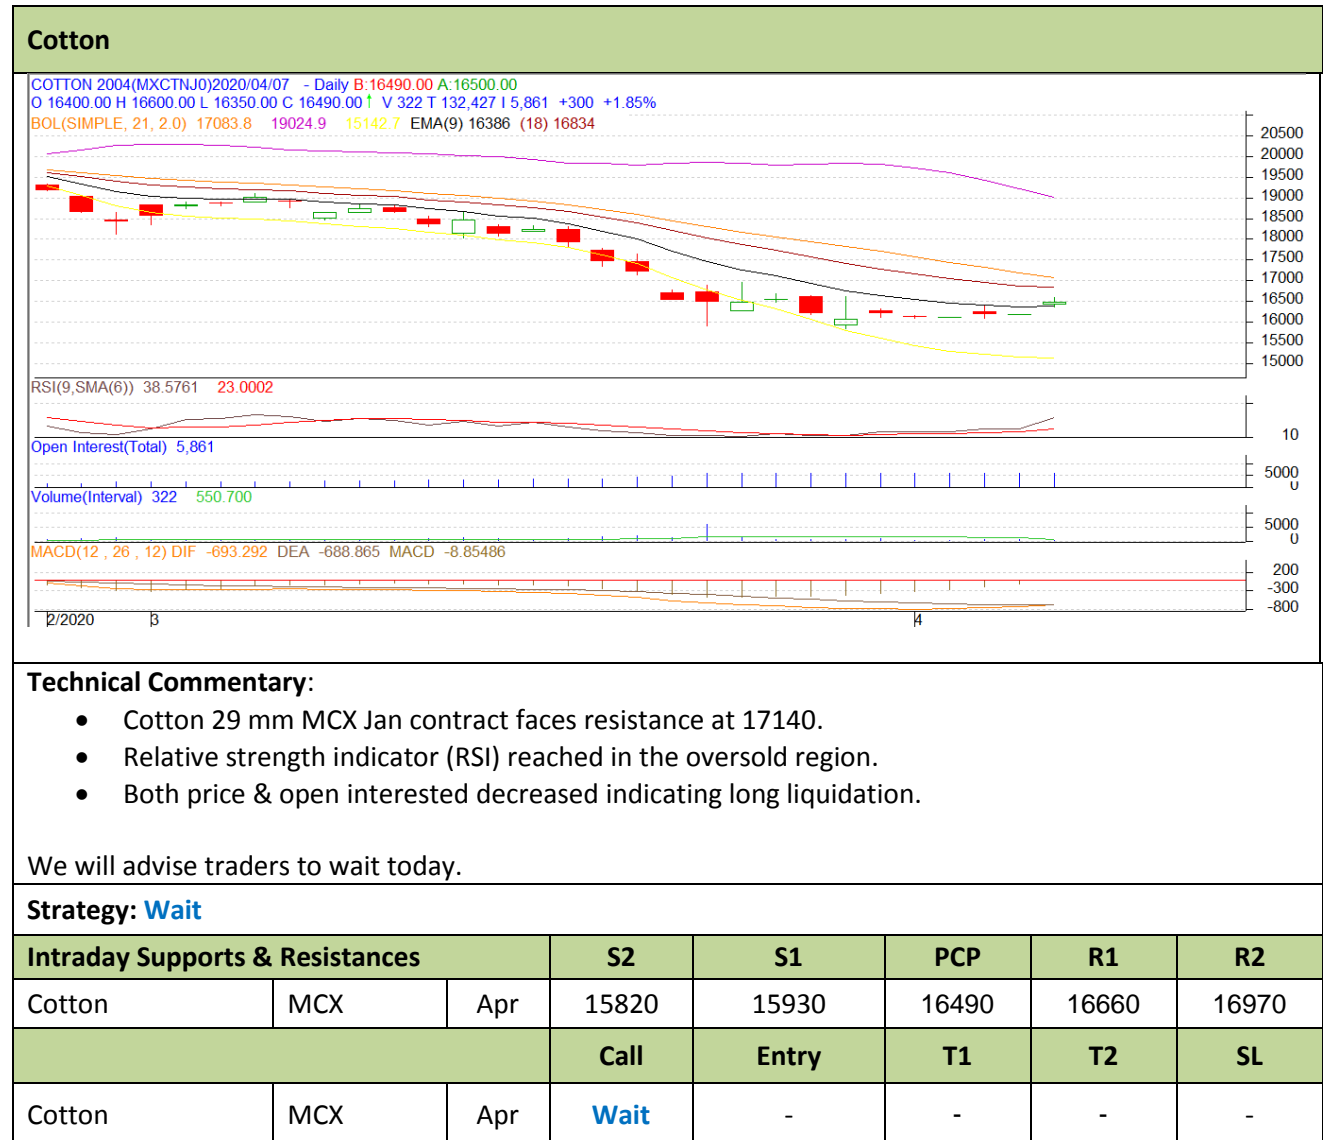 Cotton
COTTON 2004(MXCTNJ0)2020/04/07 - Daily B:16490.00 A:16500.00
O 16400.00 H 16600.00 L 16350.00 C 16490.00↑ V 322 T 132,427 I 5,861 +300 +1.85%
BOL(SIMPLE, 21, 2.0) 17083.8 19024.9 15142.7 EMA(9) 16386 (18) 16834
20500
20000
19500
19000
18500
18000
17500
17000
16500
16000
15500
15000
RSI(9,SMA(6)) 38.5761 23.0002
10
Open Interest(Total) 5,861
5000
0
Volume(Interval) 322 550.700
5000
0
MACD(12 , 26 , 12) DIF -693.292 DEA -688.865 MACD -8.85486
200
-300
-800
2/2020 3 4
Technical Commentary:
• Cotton 29 mm MCX Jan contract faces resistance at 17140.
• Relative strength indicator (RSI) reached in the oversold region.
• Both price & open interested decreased indicating long liquidation.
We will advise traders to wait today.
Strategy: Wait
Intraday Supports & Resistances S2 S1 PCP R1 R2
Cotton MCX Apr 15820 15930 16490 16660 16970
Call Entry T1 T2 SL
Cotton MCX Apr Wait - - - -